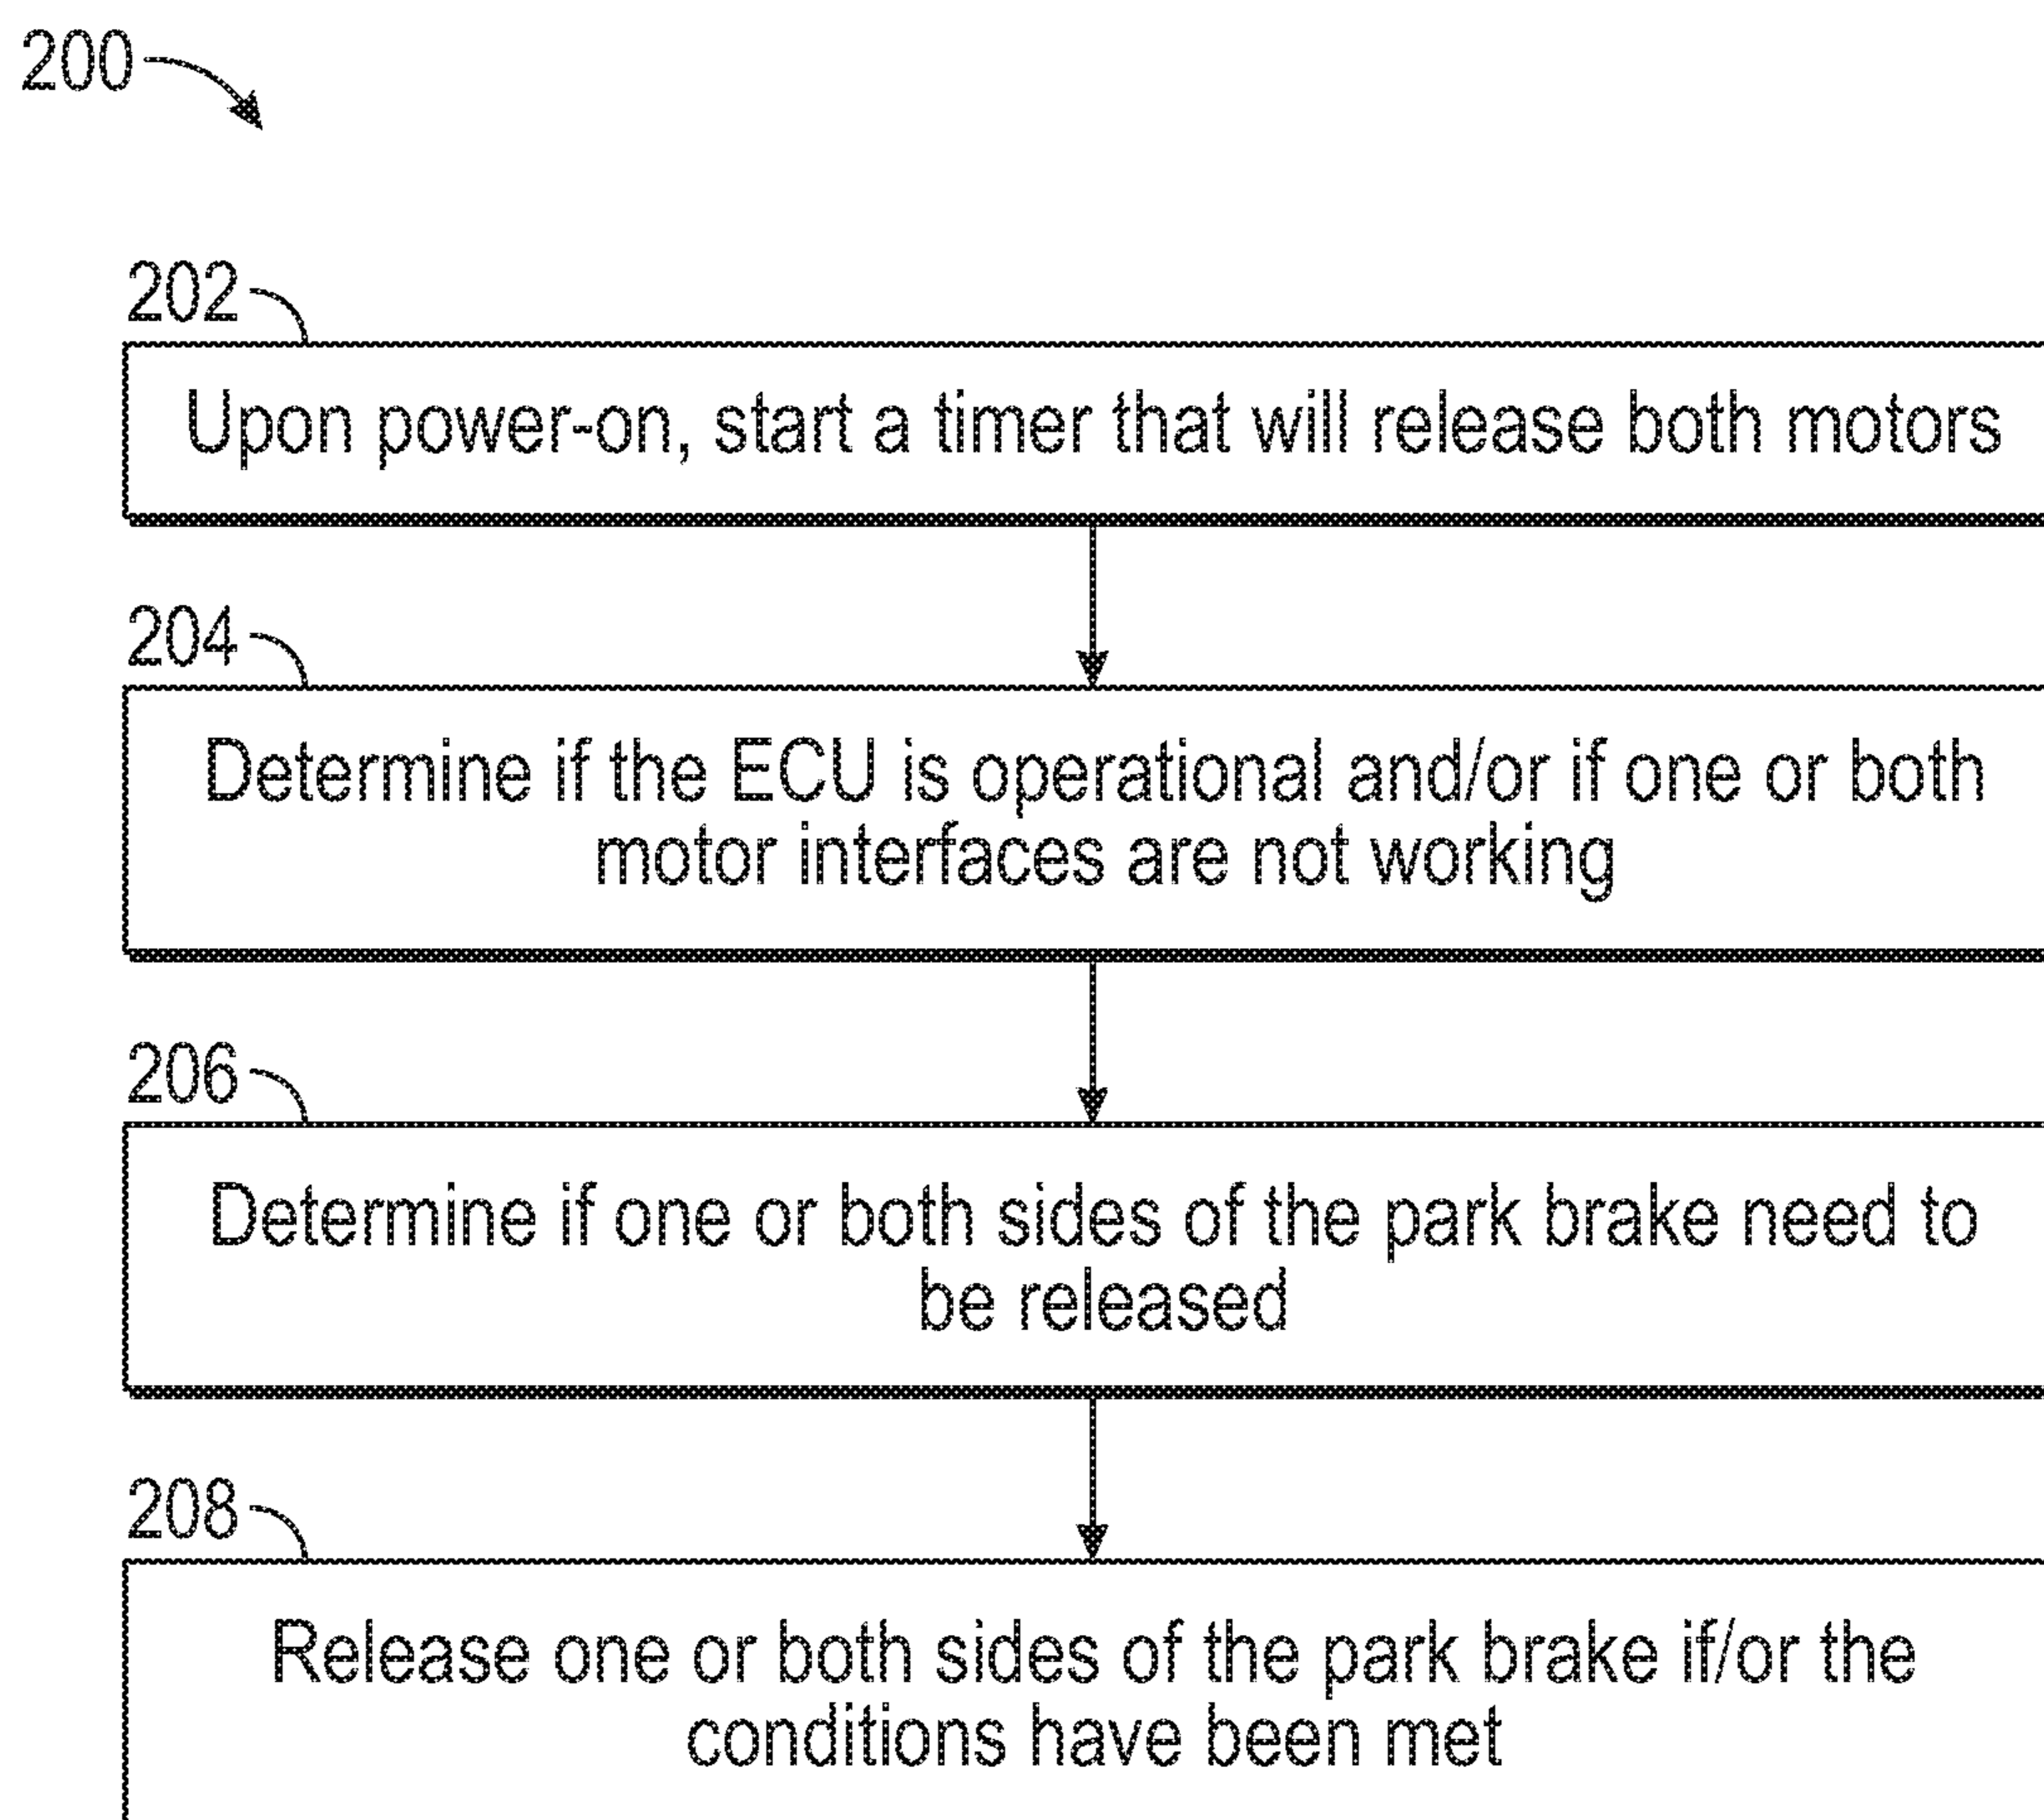 200
202
Upon power-on, start a timer that will release both motors
204
Determine if the ECU is operational and/or if one or both
motor interfaces are not working
206
Determine if one or both sides of the park brake need to
be released
208
Release one or both sides of the park brake if/or the
conditions have been met